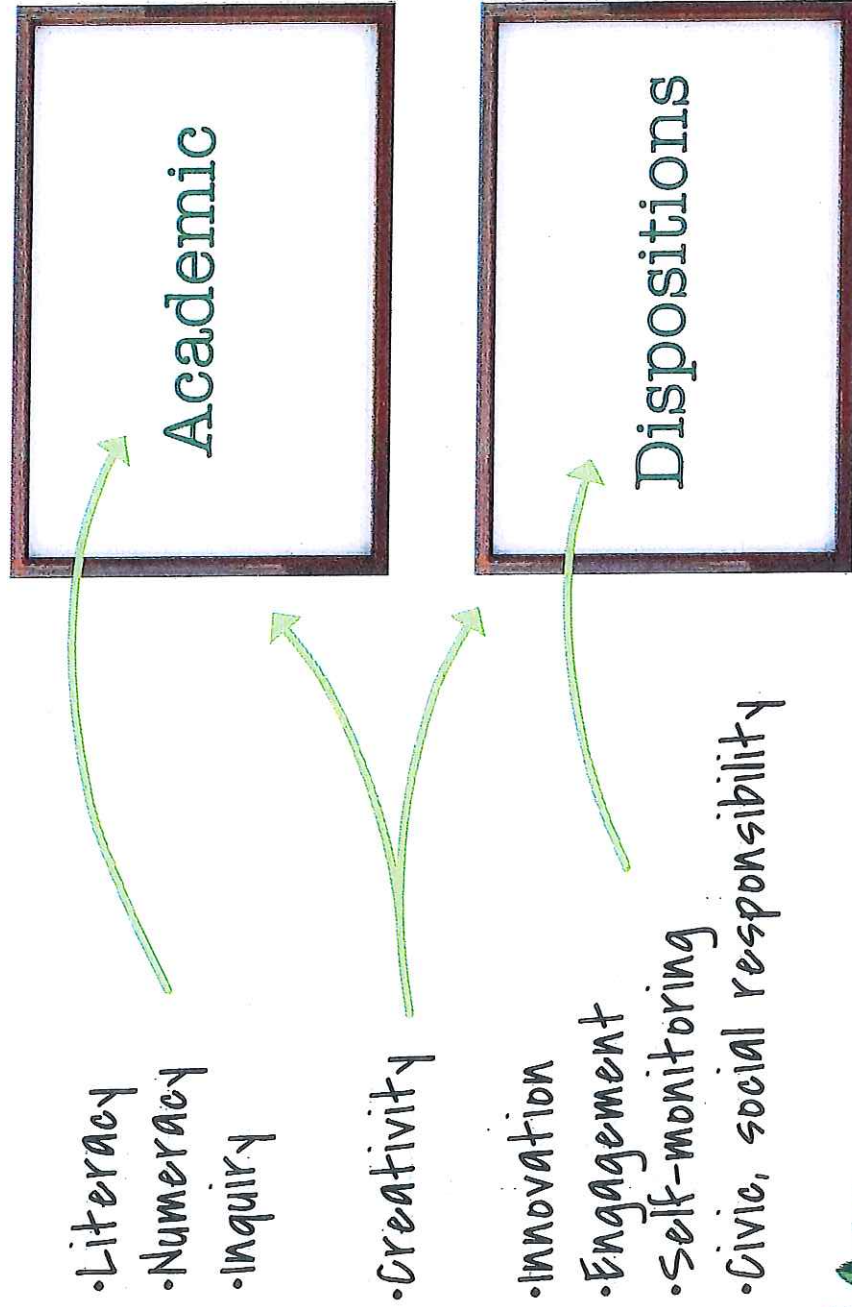 •Literacy
•Numeracy
•Inquiry
•Creativity
•Innovation
•Engagement
•Self-monitoring
•Civic, social responsibility
Academic
Dispositions